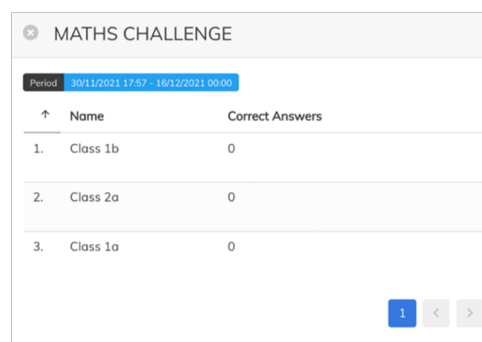 MATHS CHALLENGE
Period 30/11/2021 17:57 - 16/12/2021 00:00
↑ Name Correct Answers
1. Class 1b 0
2. Class 2a 0
3. Class 1a 0
1 < >